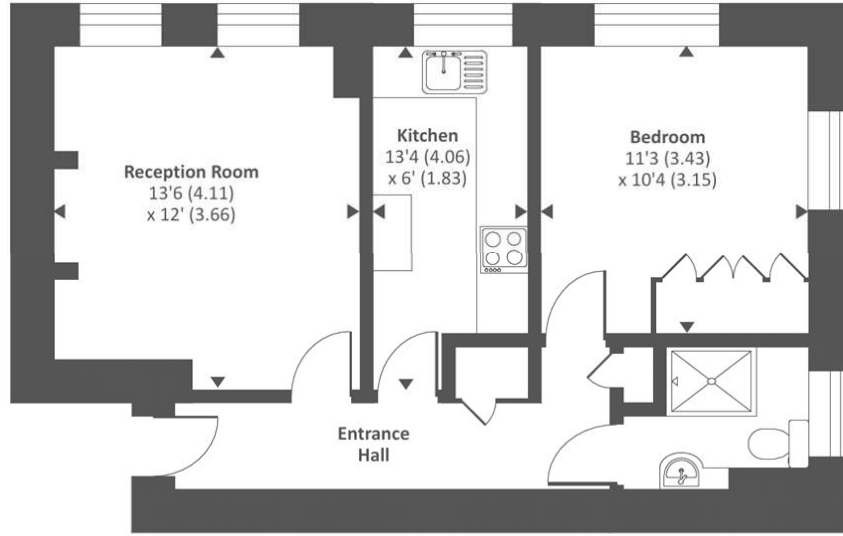 Reception Room
13'6 (4.11)
x 12' (3.66)
Kitchen
13'4 (4.06)
x 6' (1.83)
Bedroom
11'3 (3.43)
x 10'4 (3.15)
Entrance
Hall